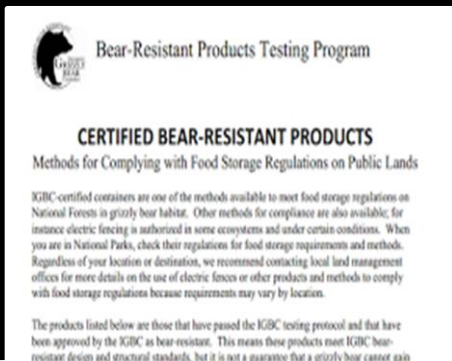 Bear-Resistant Products Testing Program
GRIZZLY
BEAR
CERTIFIED BEAR-RESISTANT PRODUCTS
Methods for Complying with Food Storage Regulations on Public Lands
IGBC-certified containers are one of the methods available to meet food storage regulations on
National Forests in grizzly bear habitat. Other methods for compliance are also available; for
instance electric fencing is authorized in some ecosystems and under certain conditions. When
you are in National Parks, check their regulations for food storage requirements and methods.
Regardless of your location or destination, we recommend contacting local land management
offices for more details on the use of electric fences or other products and methods to comply
with food storage regulations because requirements may vary by location.
The products listed below are those that have passed the IGBC testing protocol and that have
been approved by the IGBC as bear-resistant. This means these products meet IGBC bear-
resistant design and structural standards, but it is not a guarantee that a grizzly bear cannot gain